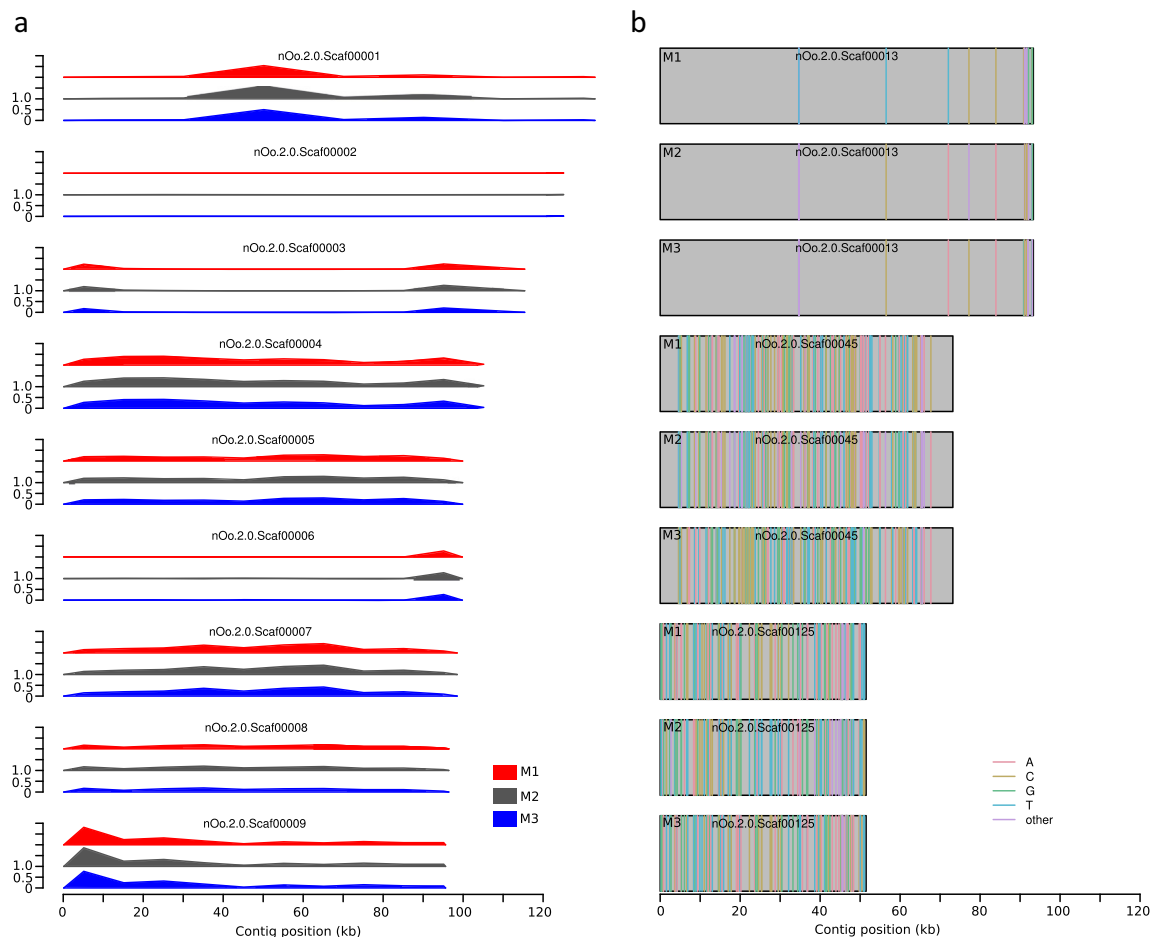 a
nOo.2.0.Scaf00001
1.0
0.5
0
nOo.2.0.Scaf00002
1.0
0.5
0
nOo.2.0.Scaf00003
1.0
0.5
0
nOo.2.0.Scaf00004
1.0
0.5
0
nOo.2.0.Scaf00005
1.0
0.5
0
nOo.2.0.Scaf00006
1.0
0.5
0
nOo.2.0.Scaf00007
1.0
0.5
0
nOo.2.0.Scaf00008
1.0
0.5
0
M1
M2
M3
nOo.2.0.Scaf00009
1.0
0.5
0
0 20 40 60 80 100 120
Contig position (kb)
b
M1 nOo.2.0.Scaf00013
M2 nOo.2.0.Scaf00013
M3 nOo.2.0.Scaf00013
M1 nOo.2.0.Scaf00045
M2 nOo.2.0.Scaf00045
M3 nOo.2.0.Scaf00045
M1 nOo.2.0.Scaf00125
M2 nOo.2.0.Scaf00125
M3 nOo.2.0.Scaf00125
A
C
G
T
other
0 20 40 60 80 100 120
Contig position (kb)